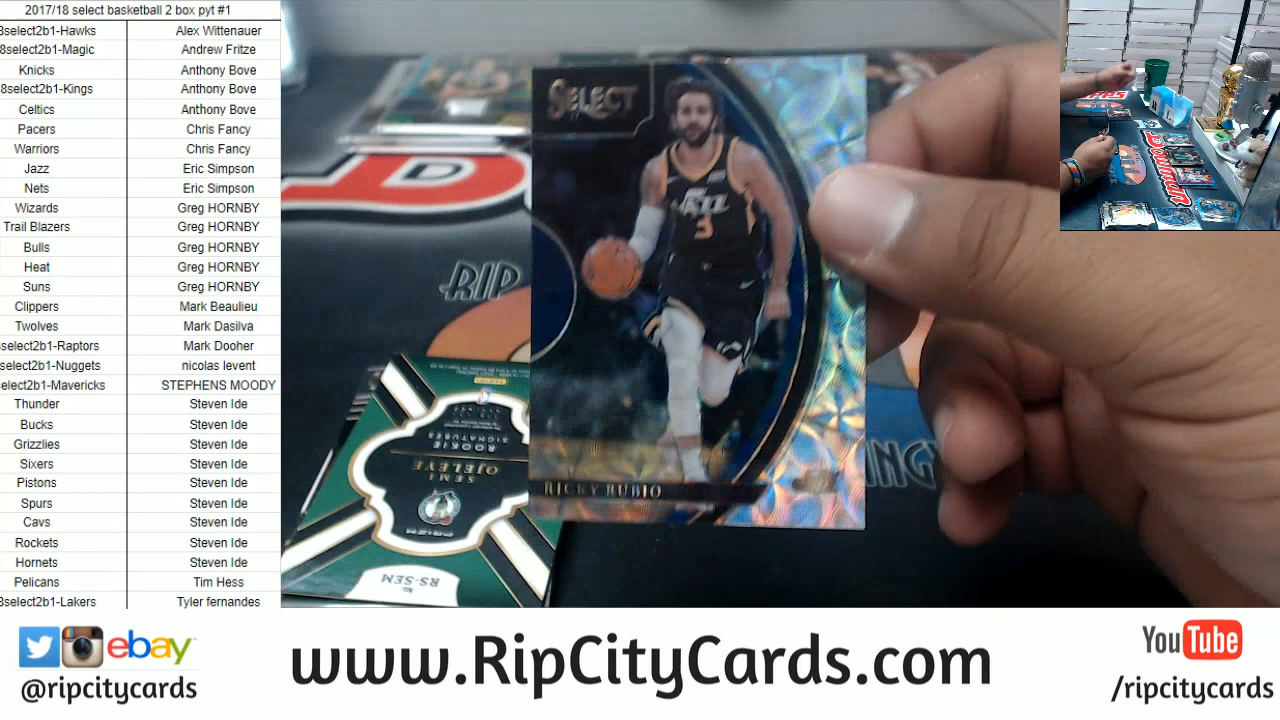 2017/18 select basketball 2 box pyt #1
8select2b1-Hawks Alex Wittenauer
8select2b1-Magic Andrew Fritze
Knicks Anthony Bove
8select2b1-Kings Anthony Bove
Celtics Anthony Bove
Pacers Chris Fancy
Warriors Chris Fancy
Jazz Eric Simpson
Nets Eric Simpson
Wizards Greg HORNBY
Trail Blazers Greg HORNBY
Bulls Greg HORNBY
Heat Greg HORNBY
Suns Greg HORNBY
Clippers Mark Beaulieu
Twolves Mark Dasilva
select2b1-Raptors Mark Dooher
select2b1-Nuggets nicolas levent
select2b1-Mavericks STEPHENS MOODY
Thunder Steven Ide
Bucks Steven Ide
Grizzlies Steven Ide
Sixers Steven Ide
Pistons Steven Ide
Spurs Steven Ide
Cavs Steven Ide
Rockets Steven Ide
Hornets Steven Ide
Pelicans Tim Hess
8select2b1-Lakers Tyler fernandes
SELECT
JAZZ
3
RICKY RUBIO
RIP
ROOKIE
SIGNATURES
SEMI
OJELEYE
PRIZM
No.
RS-SEM
ebay
@ripcitycards
www.RipCityCards.com
YouTube
/ripcitycards